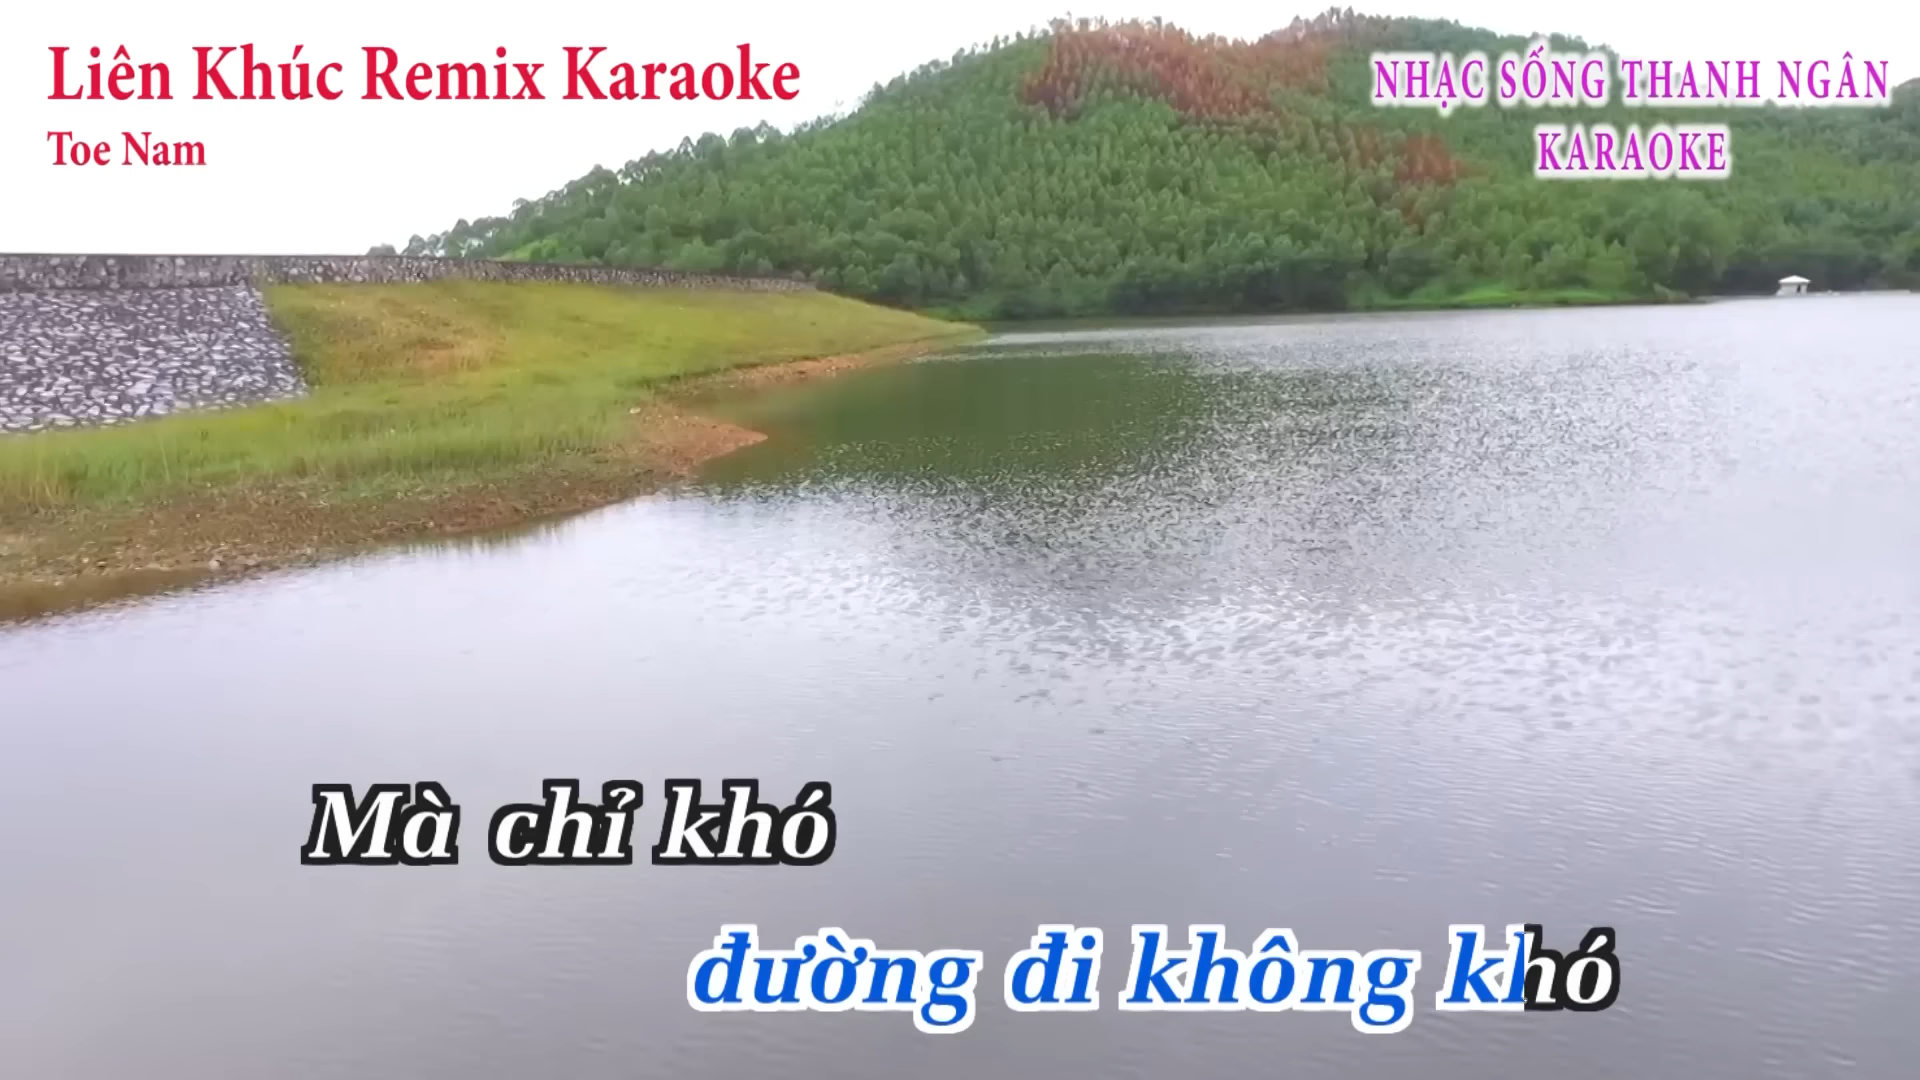 Liên Khúc Remix Karaoke
Toe Nam
NHẠC SỐNG THANH NGÂN
KARAOKE
Mà chỉ khó
đường đi không khó